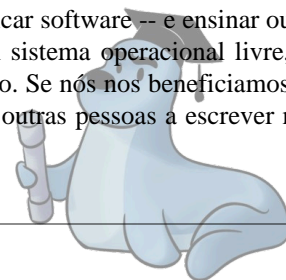 car software -- e ensinar ou
sistema operacional livre,
o. Se nós nos beneficiamos
outras pessoas a escrever